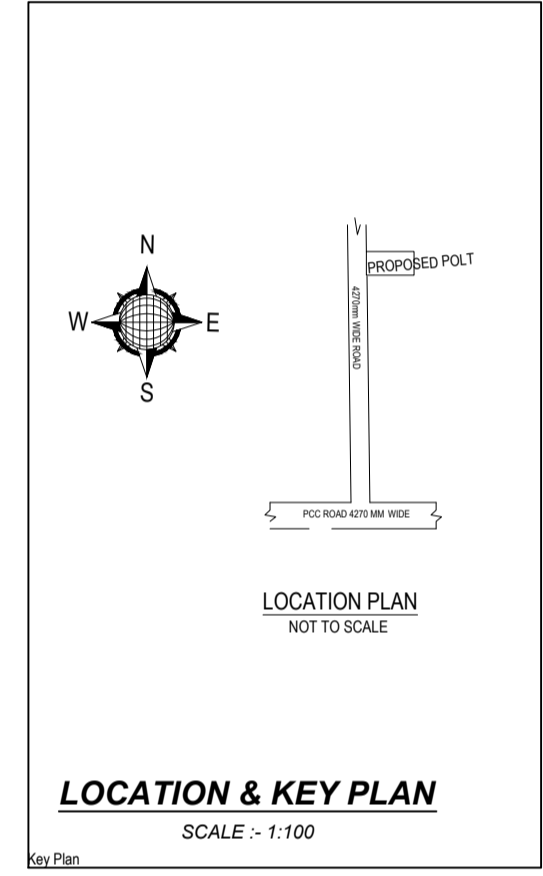 N
W E
S
PROPOSED POLT
4270mm WIDE ROAD
PCC ROAD 4270 MM WIDE
LOCATION PLAN
NOT TO SCALE
LOCATION & KEY PLAN
SCALE :- 1:100
Key Plan